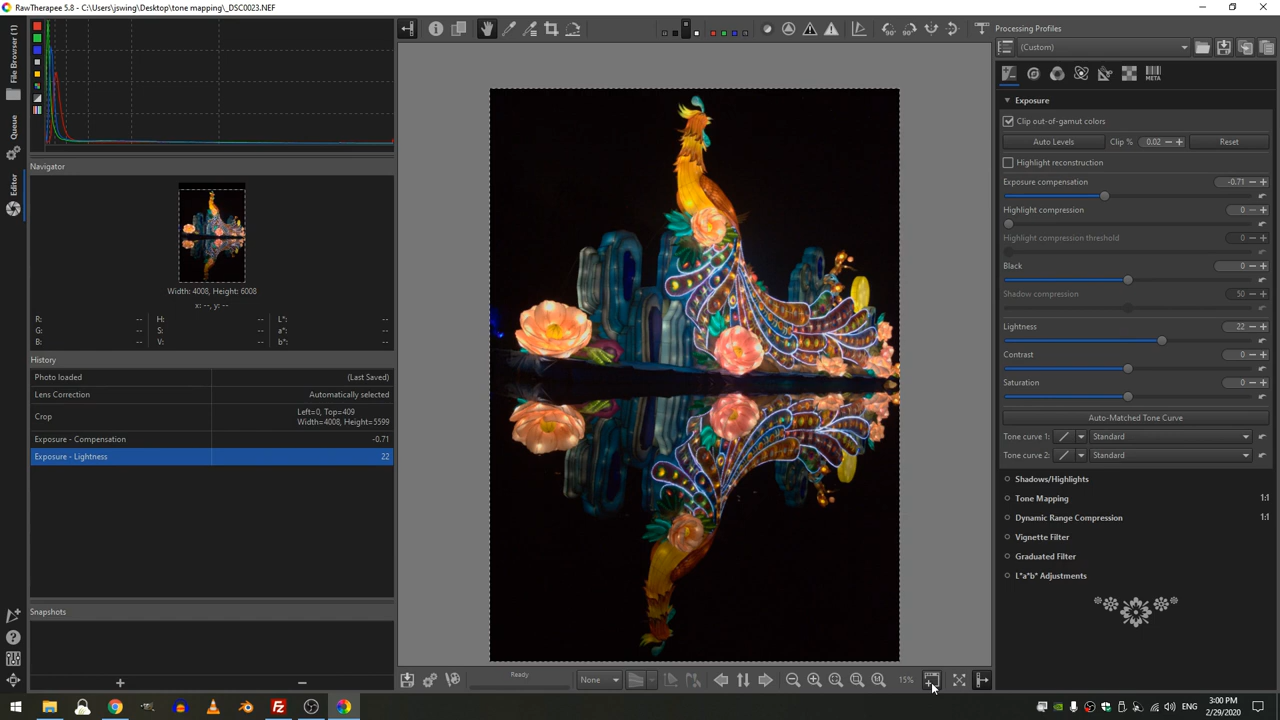 RawTherapee 5.8 - C:\Users\jswing\Desktop\tone mapping\_DSC0023.NEF
File Browser (1)
Queue
Editor
Navigator
Width: 4008, Height: 6008
x: --, y: --
R: -- H: -- L*: --
G: -- S: -- a*: --
B: -- V: -- b*: --
History
Photo loaded (Last Saved)
Lens Correction Automatically selected
Crop Left=0, Top=409
Width=4008, Height=5599
Exposure - Compensation -0.71
Exposure - Lightness 22
Snapshots
Ready
None
15%
Processing Profiles
(Custom)
META
Exposure
Clip out-of-gamut colors
Auto Levels Clip % 0.02 Reset
Highlight reconstruction
Exposure compensation -0.71
Highlight compression 0
Highlight compression threshold 0
Black 0
Shadow compression 50
Lightness 22
Contrast 0
Saturation 0
Auto-Matched Tone Curve
Tone curve 1: Standard
Tone curve 2: Standard
Shadows/Highlights
Tone Mapping 1:1
Dynamic Range Compression 1:1
Vignette Filter
Graduated Filter
L*a*b* Adjustments
ENG
3:00 PM
2/29/2020